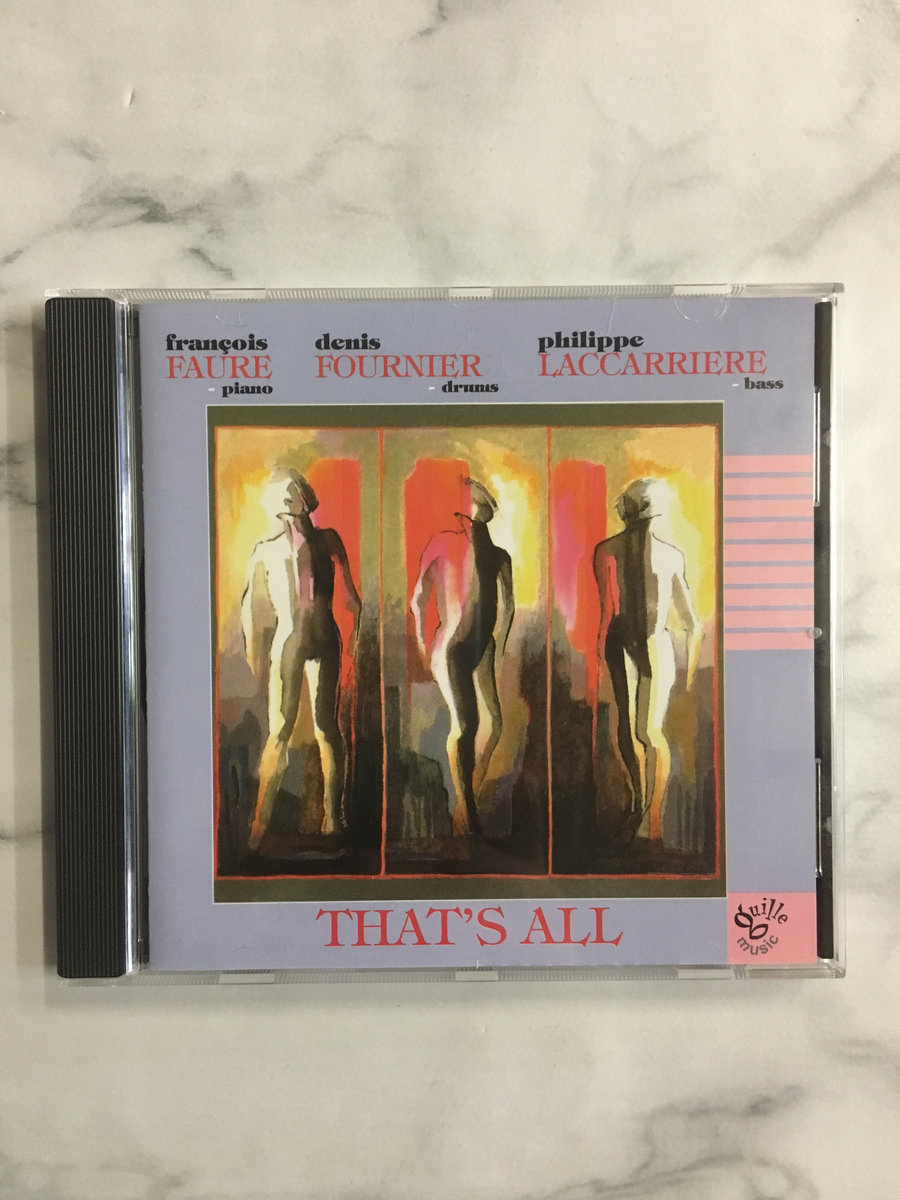 françois
FAURE
- piano
denis
FOURNIER
- drums
philippe
LACCARRIERE
- bass
THAT'S ALL
Quille
music